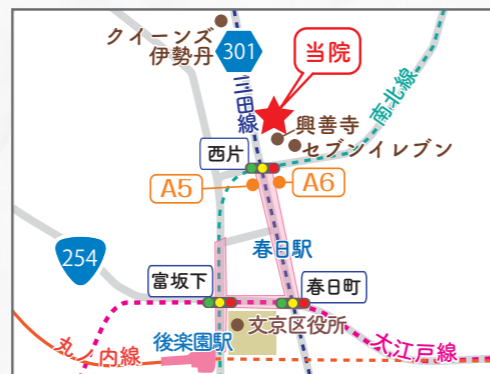 クイーンズ
伊勢丹
301
当院
三田線
南北線
興善寺
セブンイレブン
西片
A5
A6
春日駅
254
富坂下
春日町
文京区役所
後楽園駅
丸ノ内線
大江戸線